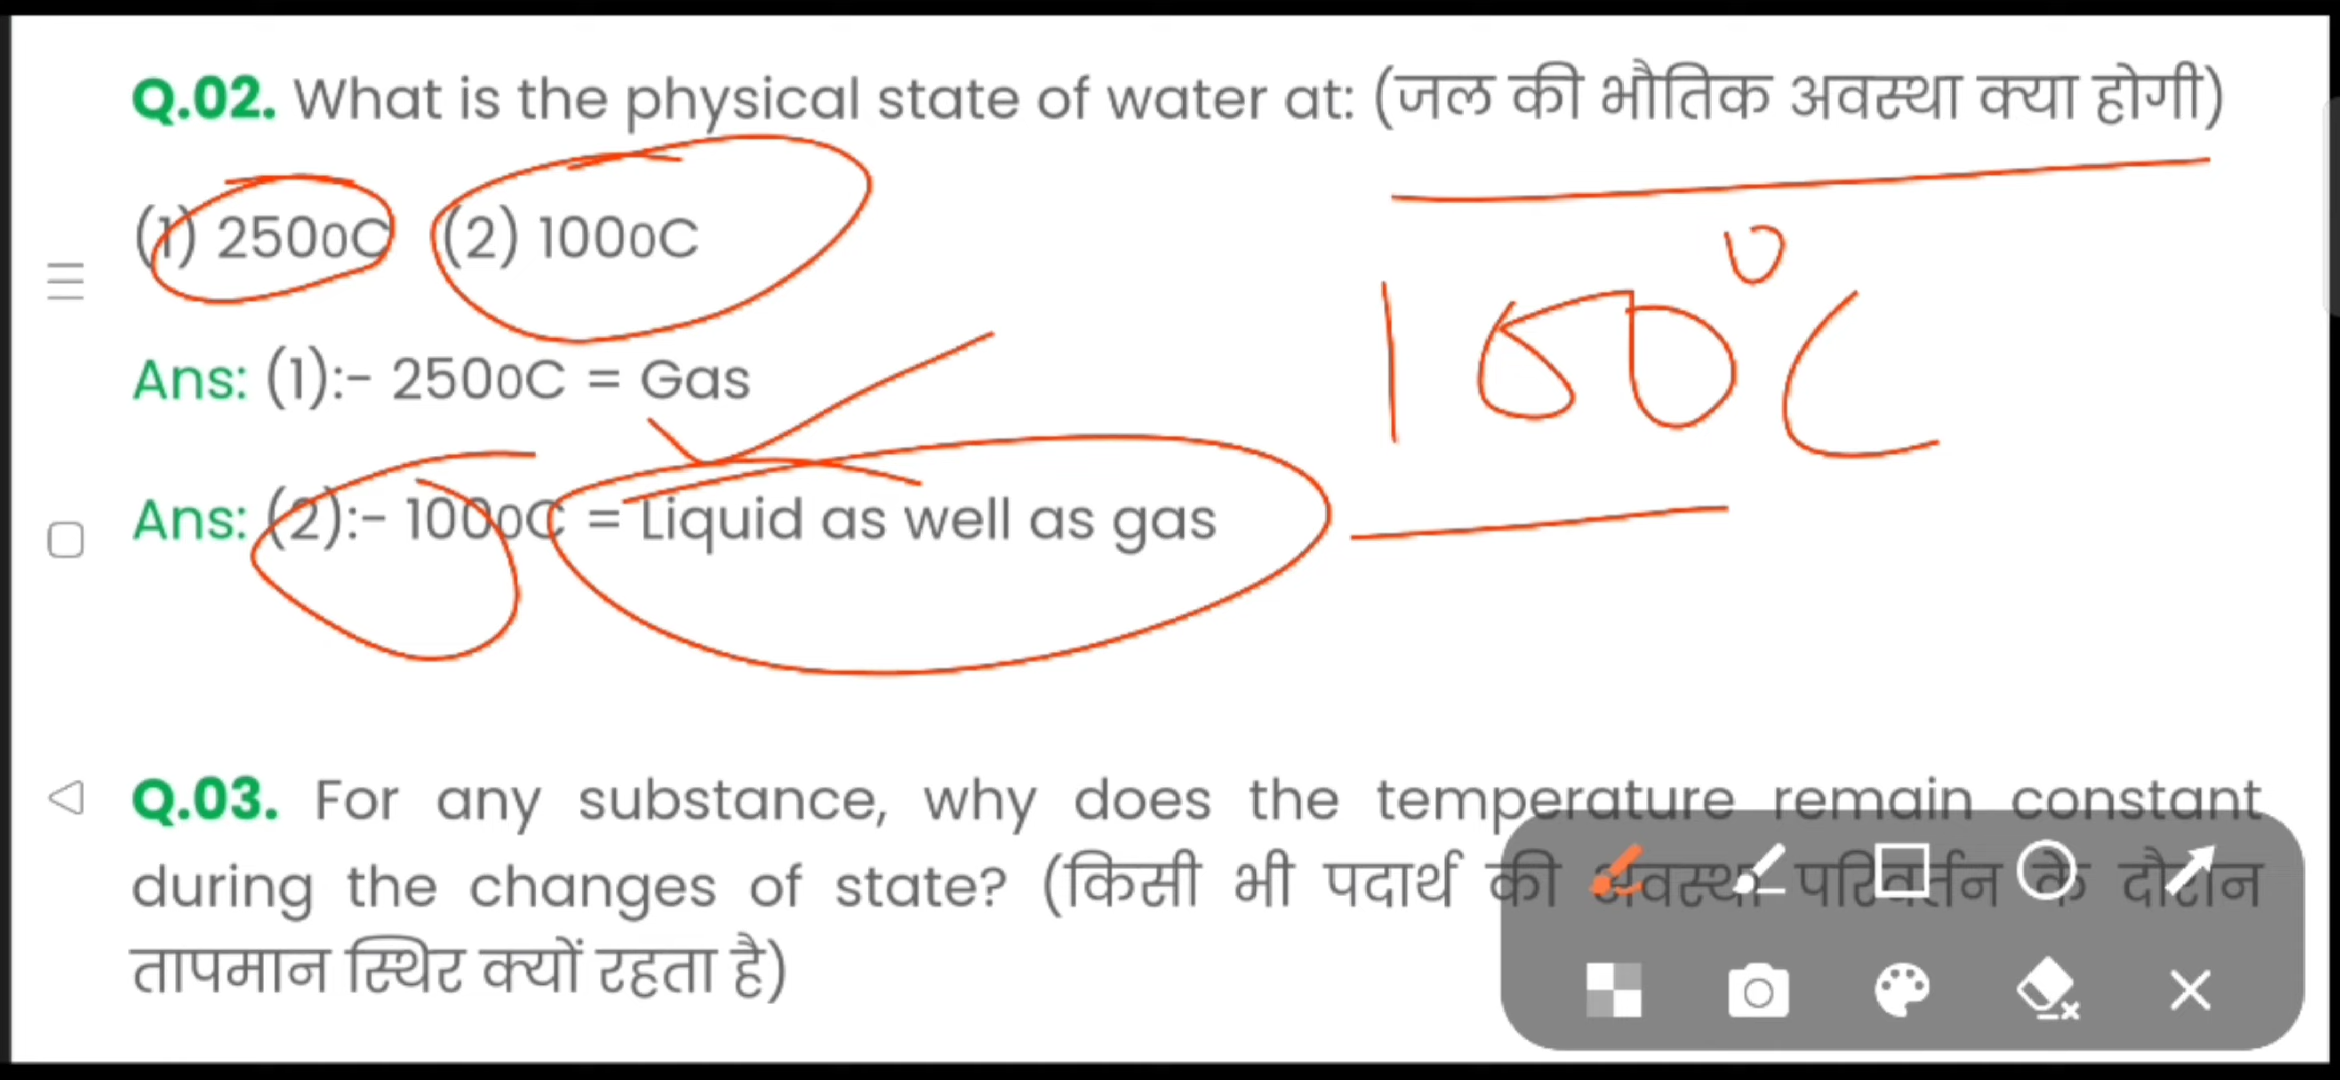 Q.02. What is the physical state of water at: (जल की भौतिक अवस्था क्या होगी)
(1) 2500C (2) 1000C
100°C
Ans: (1):- 2500C = Gas
Ans: (2):- 1000C = Liquid as well as gas
Q.03. For any substance, why does the temperature remain constant
during the changes of state? (किसी भी पदार्थ की अवस्था परिवर्तन के दौरान
तापमान स्थिर क्यों रहता है)